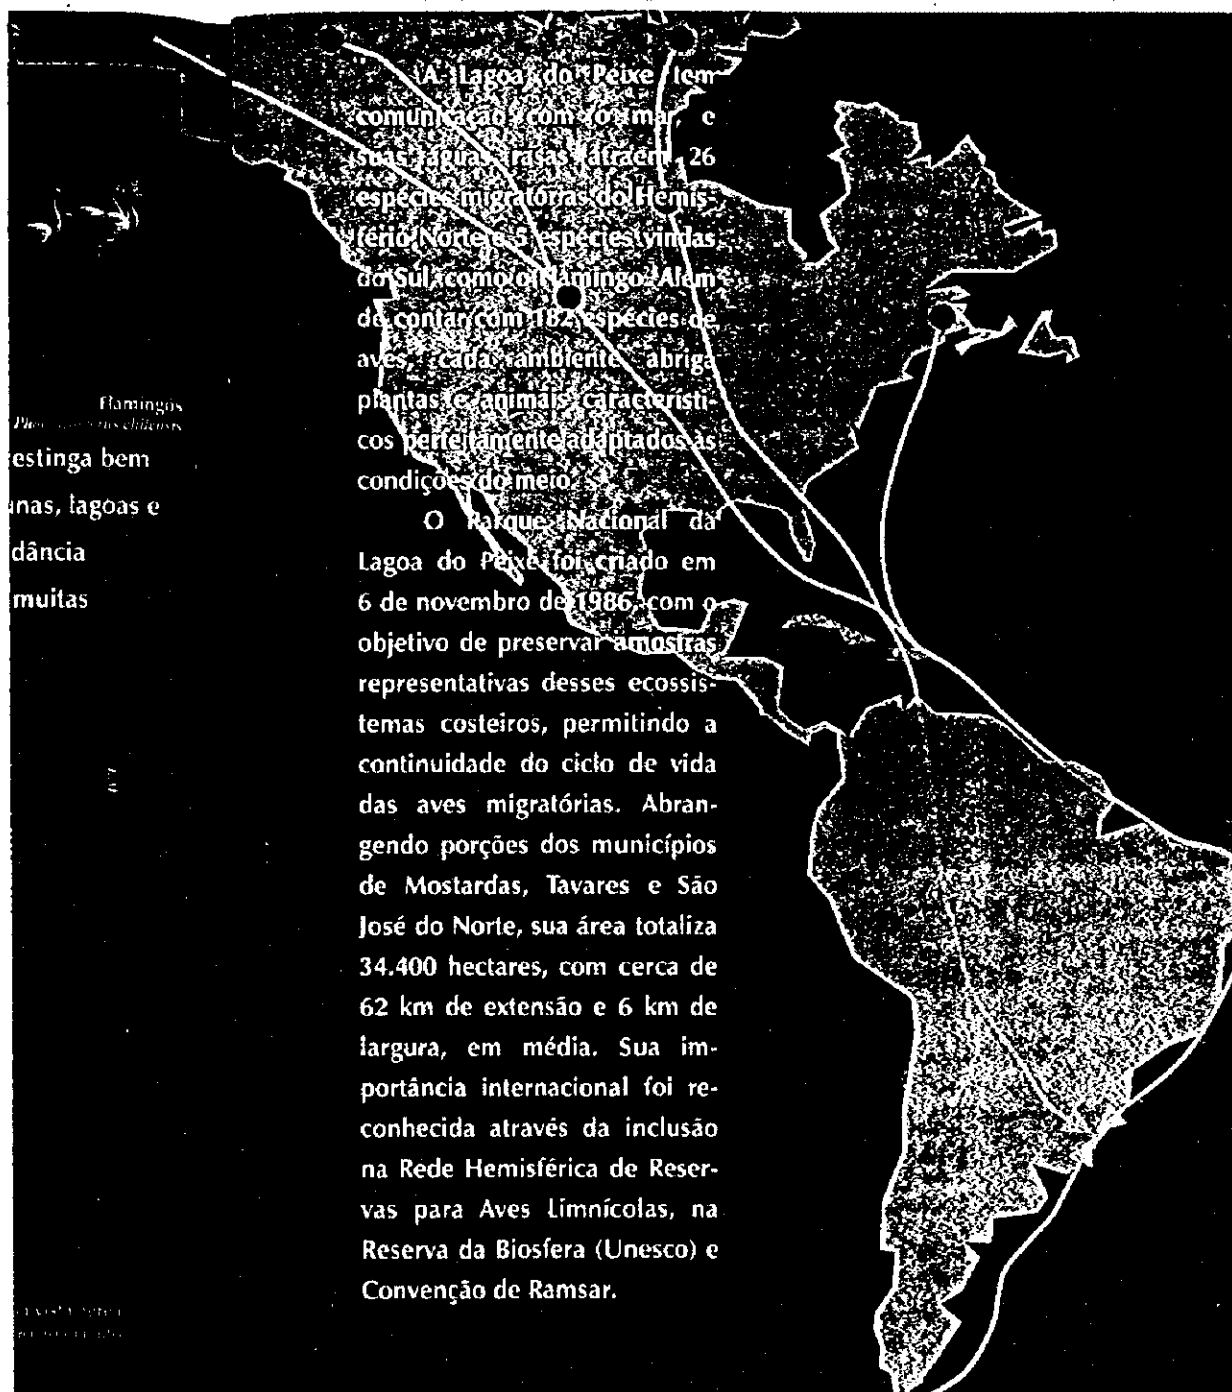 Flamingos
estinga bem
nas, lagoas e
dância
muitas
A Lagoa do Peixe tem
comunicação com o mar, e
suas águas rasas atraem 26
espécies migratórias do Hemis-
fério Norte e 5 espécies vindas
do Sul, como o flamingo. Além
de contar com 182 espécies de
aves, cada ambiente abriga
plantas e animais característi-
cos perfeitamente adaptados às
condições do meio.
O Parque Nacional da
Lagoa do Peixe foi criado em
6 de novembro de 1986, com o
objetivo de preservar amostras
representativas desses ecossis-
temas costeiros, permitindo a
continuidade do ciclo de vida
das aves migratórias. Abran-
gendo porções dos municípios
de Mostardas, Tavares e São
José do Norte, sua área totaliza
34.400 hectares, com cerca de
62 km de extensão e 6 km de
largura, em média. Sua im-
portância internacional foi re-
conhecida através da inclusão
na Rede Hemisférica de Reser-
vas para Aves Limnícolas, na
Reserva da Biosfera (Unesco) e
Convenção de Ramsar.